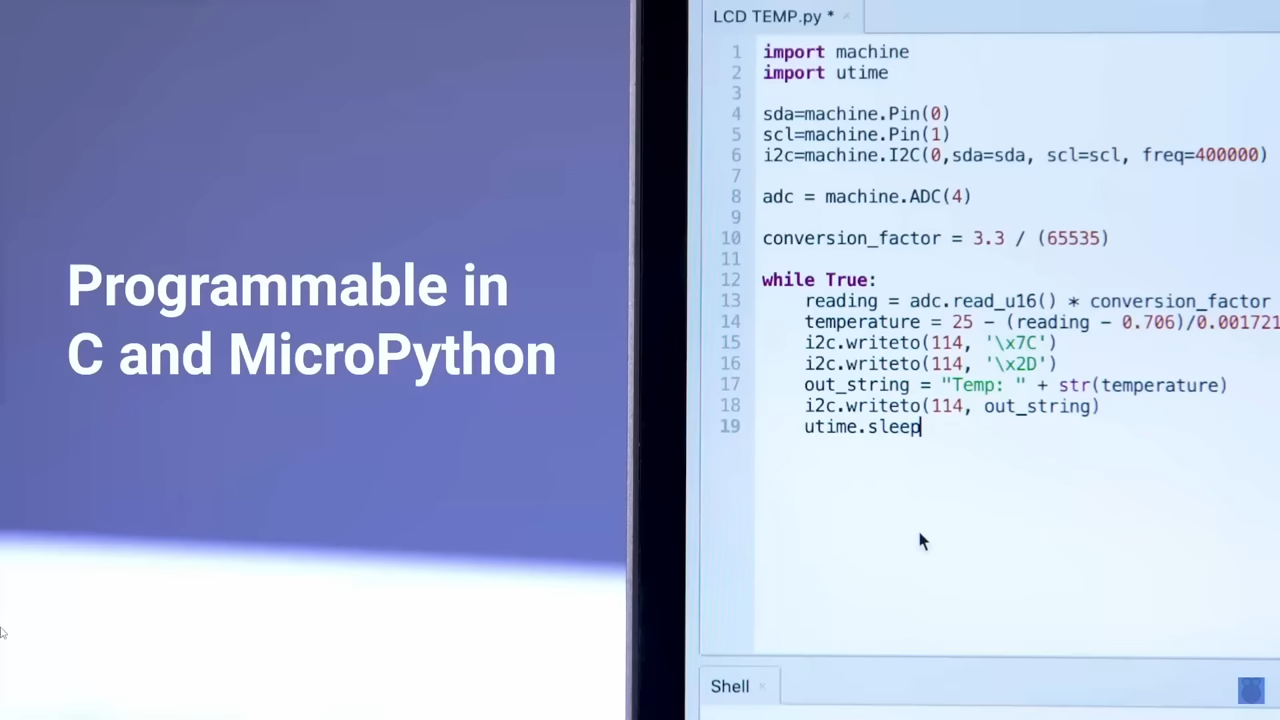 Programmable in
C and MicroPython
LCD TEMP.py * ×
1 import machine
2 import utime
3
4 sda=machine.Pin(0)
5 scl=machine.Pin(1)
6 i2c=machine.I2C(0,sda=sda, scl=scl, freq=400000)
7
8 adc = machine.ADC(4)
9
10 conversion_factor = 3.3 / (65535)
11
12 while True:
13 reading = adc.read_u16() * conversion_factor
14 temperature = 25 - (reading - 0.706)/0.001721
15 i2c.writeto(114, '\x7C')
16 i2c.writeto(114, '\x2D')
17 out_string = "Temp: " + str(temperature)
18 i2c.writeto(114, out_string)
19 utime.sleep
Shell ×